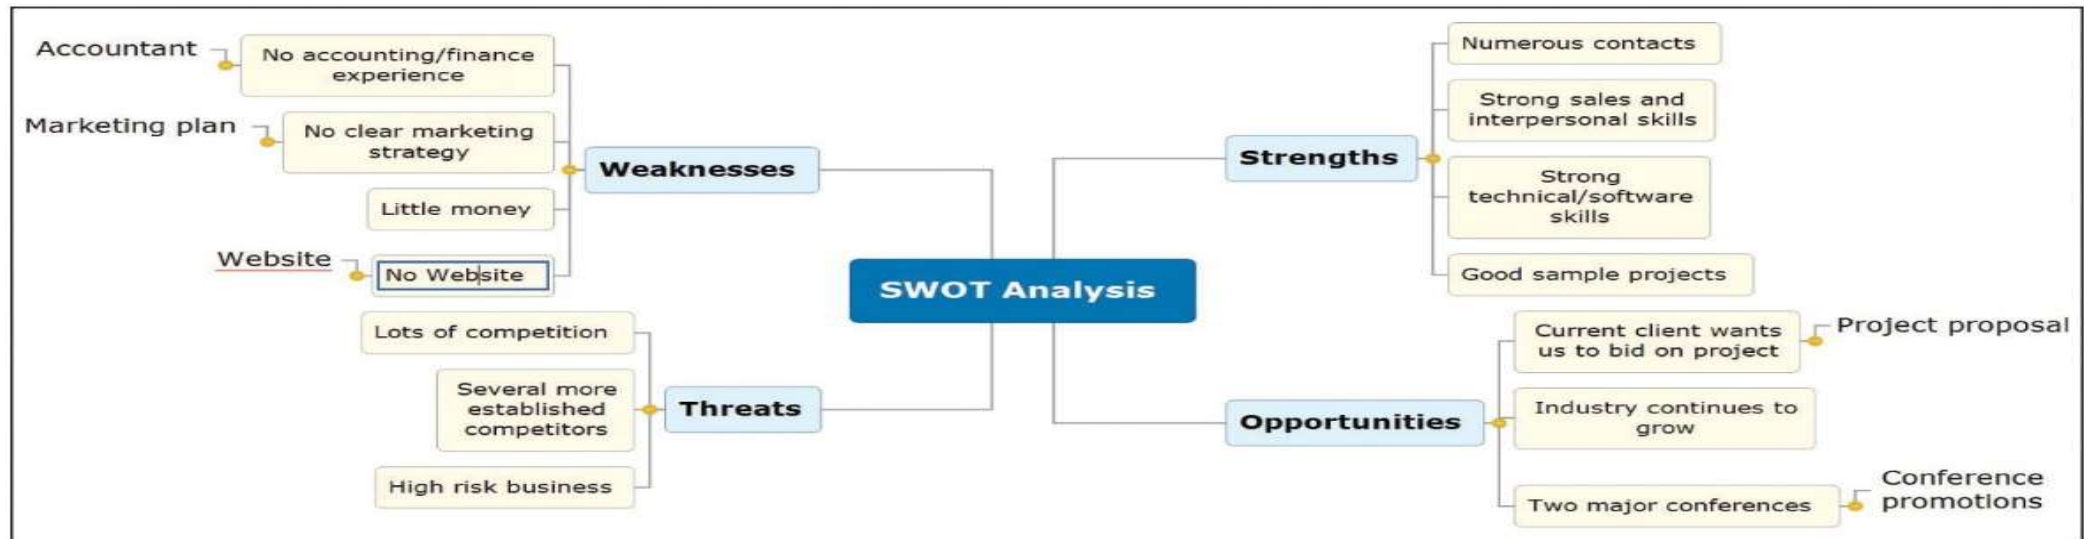 Accountant
No accounting/finance
experience
Marketing plan
No clear marketing
strategy
Little money
Website
No Website
Weaknesses
Lots of competition
Several more
established
competitors
High risk business
Threats
SWOT Analysis
Strengths
Numerous contacts
Strong sales and
interpersonal skills
Strong
technical/software
skills
Good sample projects
Opportunities
Current client wants
us to bid on project
Project proposal
Industry continues to
grow
Two major conferences
Conference
promotions